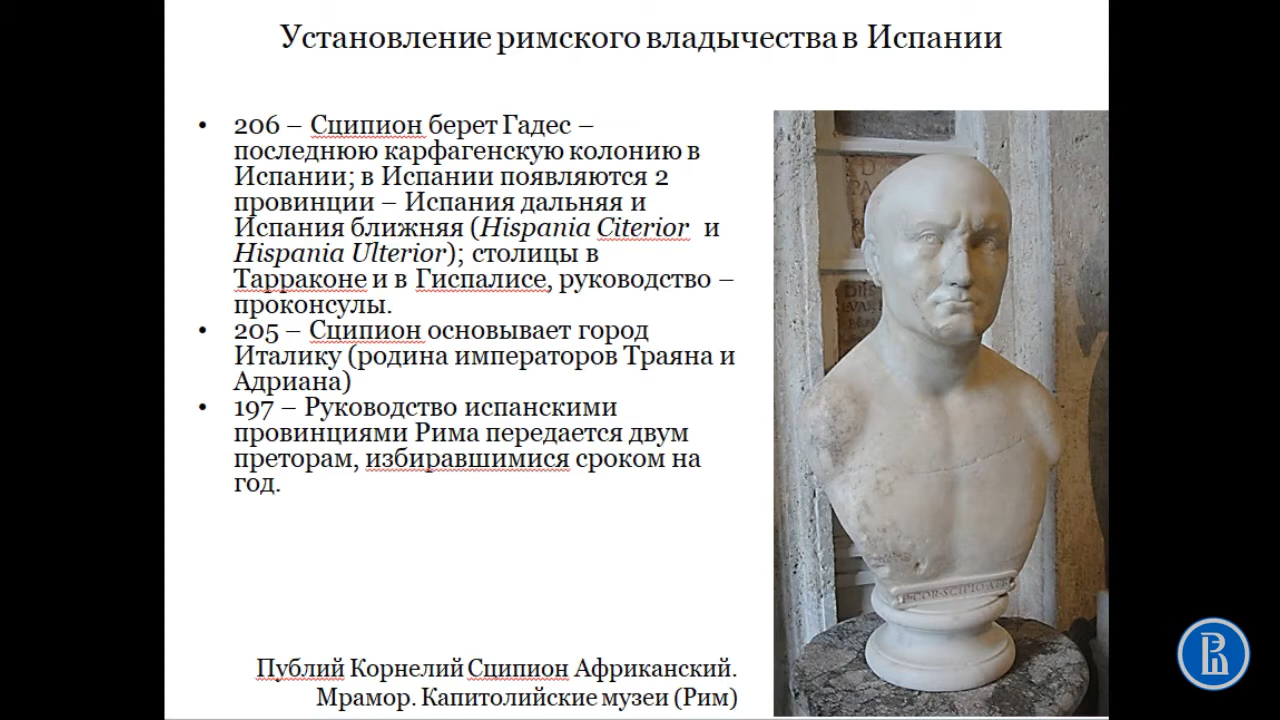 Установление римского владычества в Испании
• 206 – Сципион берет Гадес –
последнюю карфагенскую колонию в
Испании; в Испании появляются 2
провинции – Испания дальняя и
Испания ближняя (Hispania Citerior и
Hispania Ulterior); столицы в
Тарраконе и в Гиспалисе, руководство –
проконсулы.
• 205 – Сципион основывает город
Италику (родина императоров Траяна и
Адриана)
• 197 – Руководство испанскими
провинциями Рима передается двум
преторам, избиравшимися сроком на
год.
P·COR·SCIPIO AFR
Публий Корнелий Сципион Африканский.
Мрамор. Капитолийские музеи (Рим)